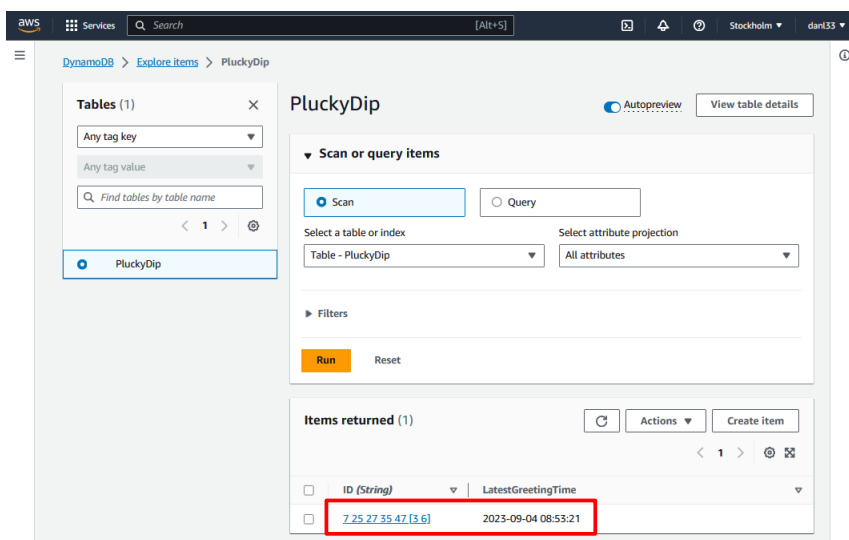 aws Services Search [Alt+S] Stockholm ▼ danl33 ▼
DynamoDB > Explore items > PluckyDip
Tables (1)
Any tag key
Any tag value
Find tables by table name
< 1 >
PluckyDip
PluckyDip
Autopreview View table details
Scan or query items
Scan Query
Select a table or index Select attribute projection
Table - PluckyDip All attributes
Filters
Run Reset
Items returned (1) Actions ▼ Create item
< 1 >
ID (String) LatestGreetingTime
7 25 27 35 47 [3 6] 2023-09-04 08:53:21